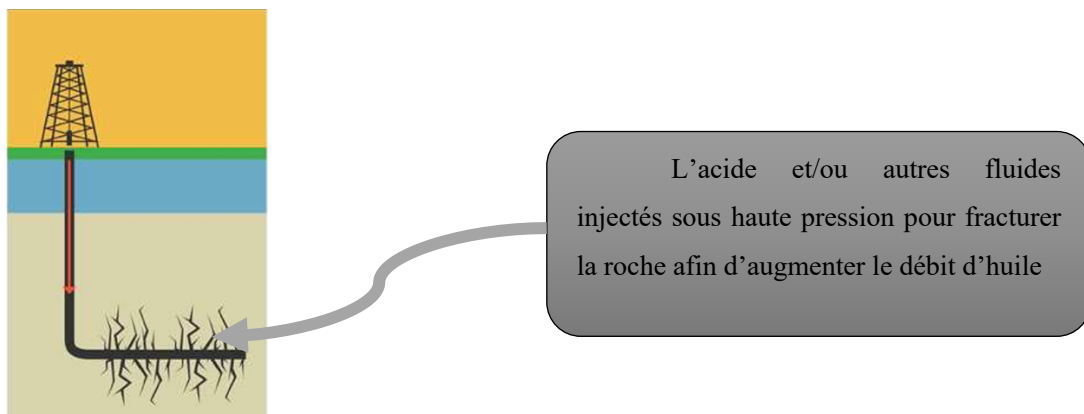 L’acide et/ou autres fluides
injectés sous haute pression pour fracturer
la roche afin d’augmenter le débit d’huile